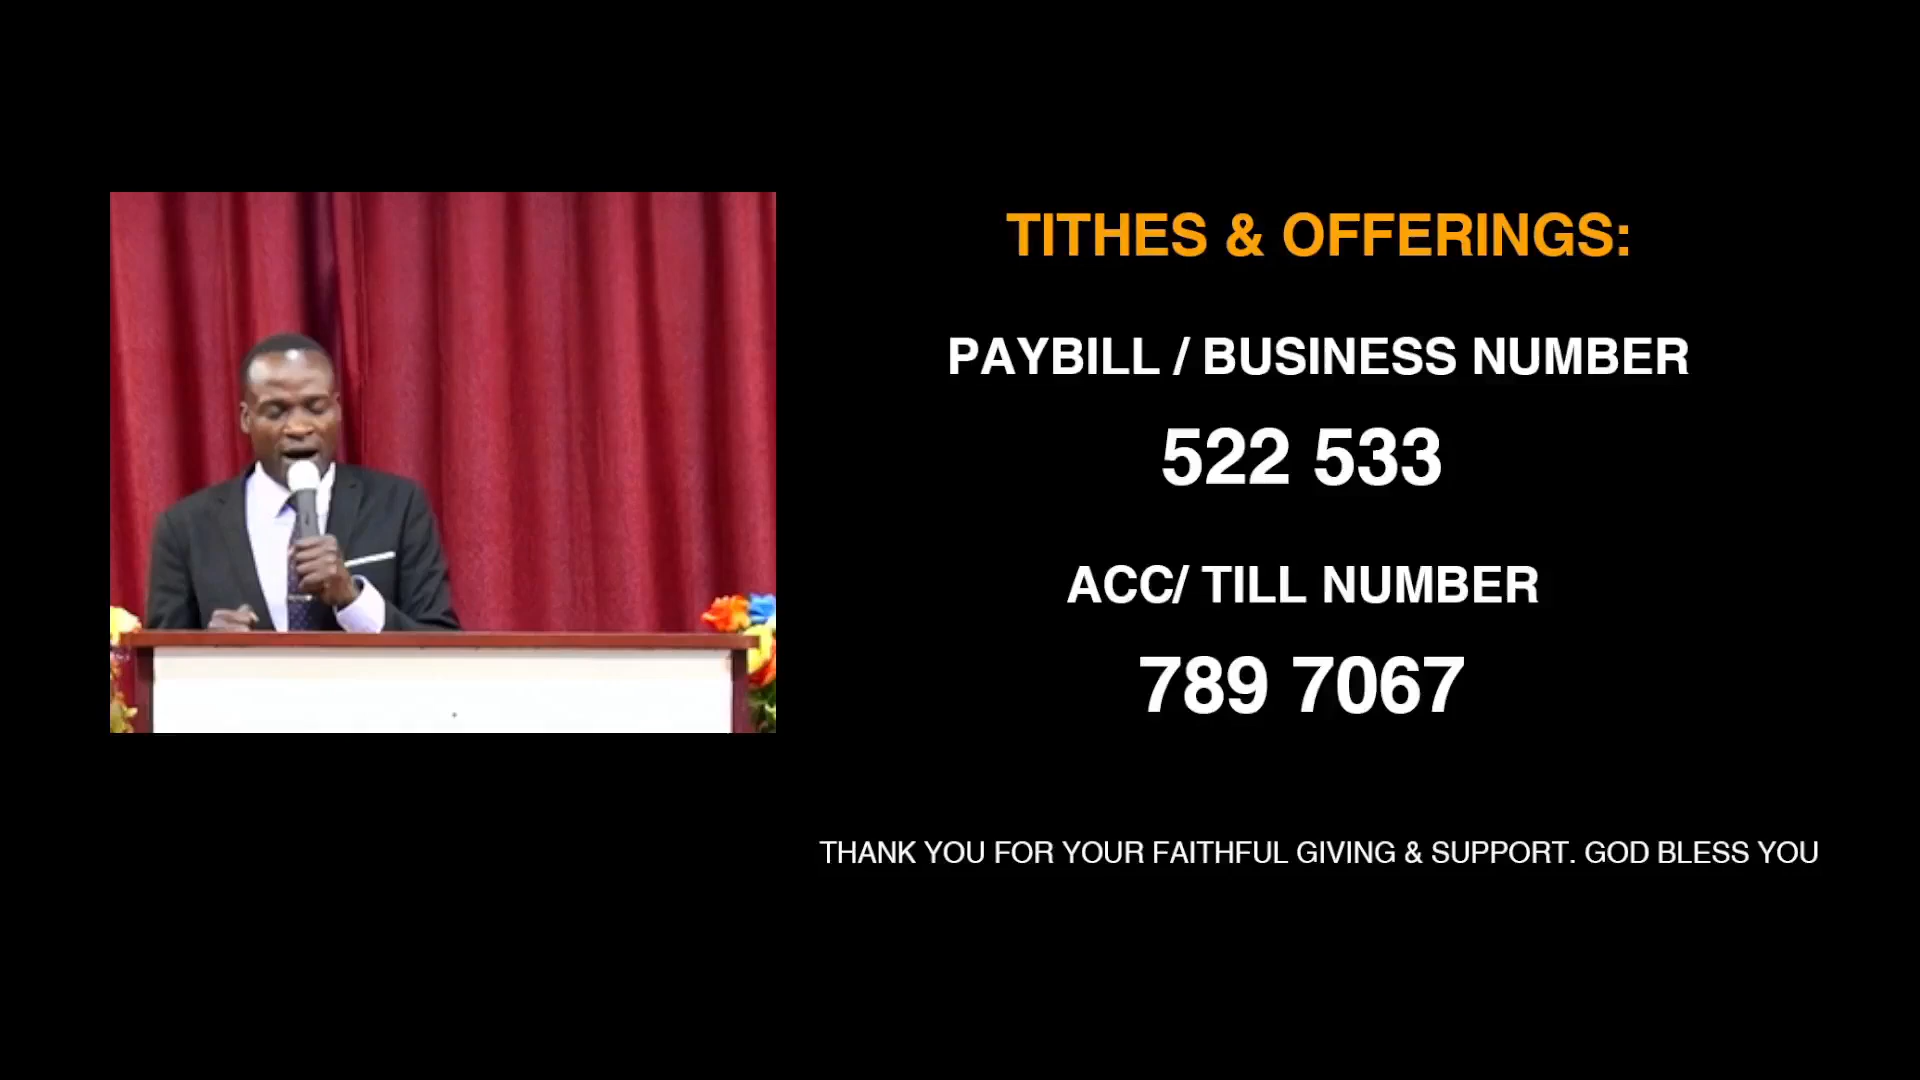 TITHES & OFFERINGS:
PAYBILL / BUSINESS NUMBER
522 533
ACC/ TILL NUMBER
789 7067
THANK YOU FOR YOUR FAITHFUL GIVING & SUPPORT. GOD BLESS YOU